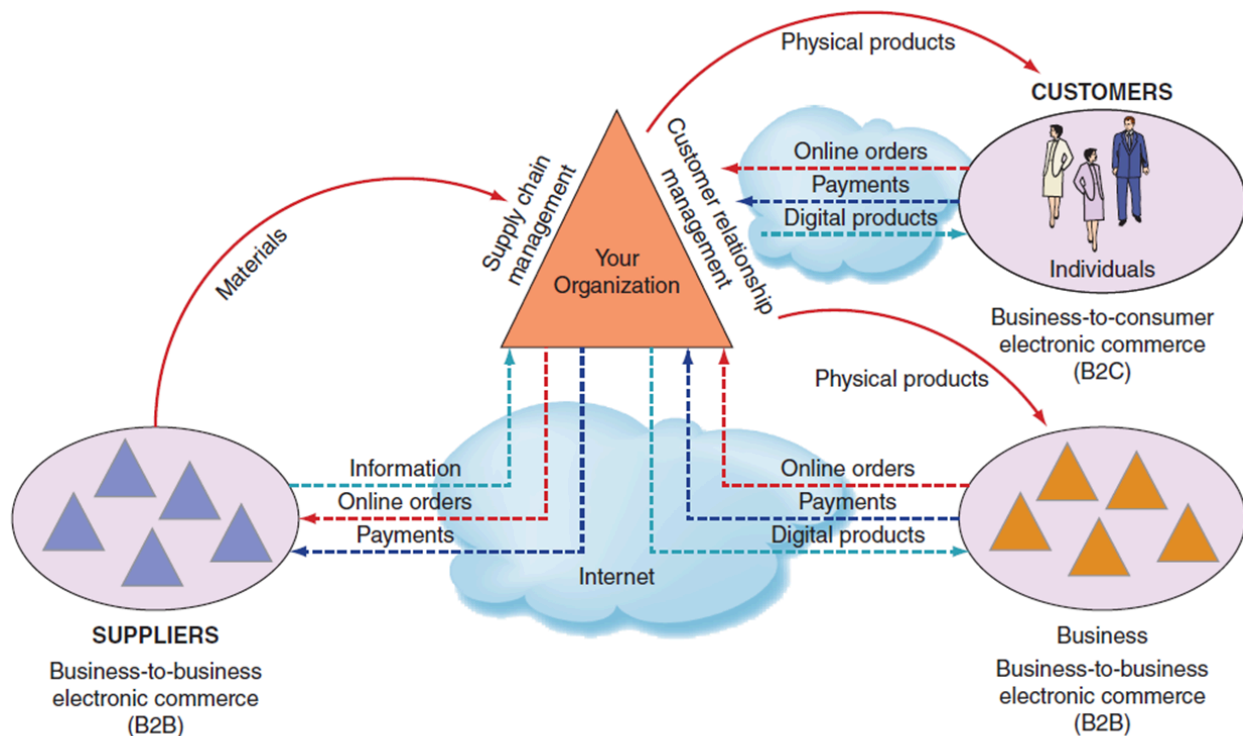 Physical products
CUSTOMERS
Online orders
Payments
Digital products
Individuals
Business-to-consumer
electronic commerce
(B2C)
Supply chain
management
Customer relationship
management
Your
Organization
Materials
Physical products
Information
Online orders
Payments
Internet
Online orders
Payments
Digital products
SUPPLIERS
Business-to-business
electronic commerce
(B2B)
Business
Business-to-business
electronic commerce
(B2B)